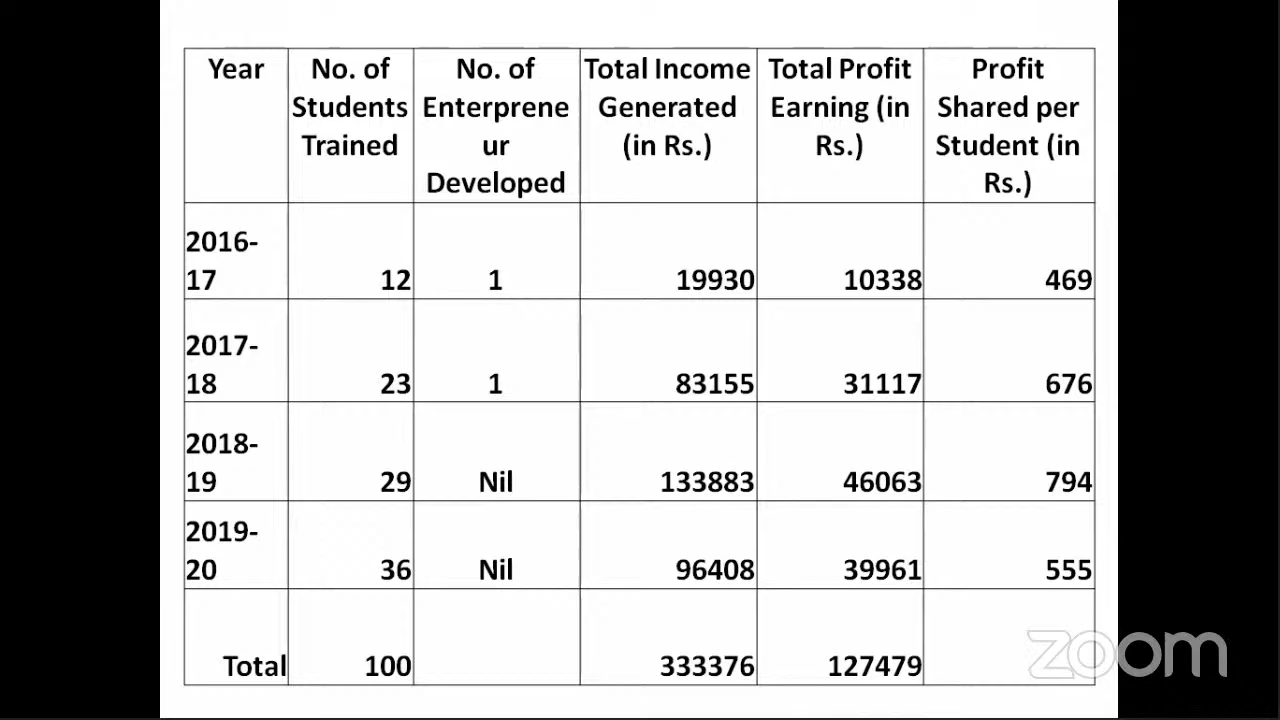 Year No. of Students Trained No. of Enterpreneur Developed Total Income Generated (in Rs.) Total Profit Earning (in Rs.) Profit Shared per Student (in Rs.)
2016-17 12 1 19930 10338 469
2017-18 23 1 83155 31117 676
2018-19 29 Nil 133883 46063 794
2019-20 36 Nil 96408 39961 555
Total 100 333376 127479
zoom